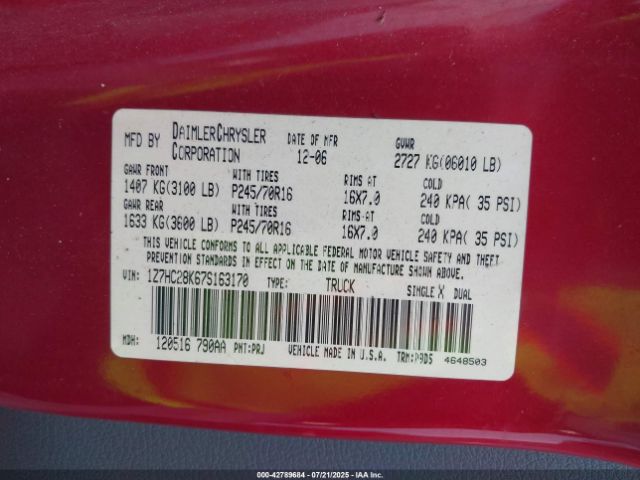 MFD BY DAIMLERCHRYSLER CORPORATION DATE OF MFR 12-06 GVWR 2727 KG(06010 LB)
GAWR FRONT WITH TIRES RIMS AT COLD
1407 KG(3100 LB) P245/70R16 16X7.0 240 KPA( 35 PSI)
GAWR REAR WITH TIRES RIMS AT COLD
1633 KG(3600 LB) P245/70R16 16X7.0 240 KPA( 35 PSI)
THIS VEHICLE CONFORMS TO ALL APPLICABLE FEDERAL MOTOR VEHICLE SAFETY AND THEFT
PREVENTION STANDARDS IN EFFECT ON THE DATE OF MANUFACTURE SHOWN ABOVE.
VIN: 1Z7HC28K67S163170 TYPE: TRUCK SINGLE X DUAL
MDH: 120516 790AA PNT:PRJ VEHICLE MADE IN U.S.A. TRM:P9D5 4648503
000-42789684 | 07/21/2025 | IAA Inc.